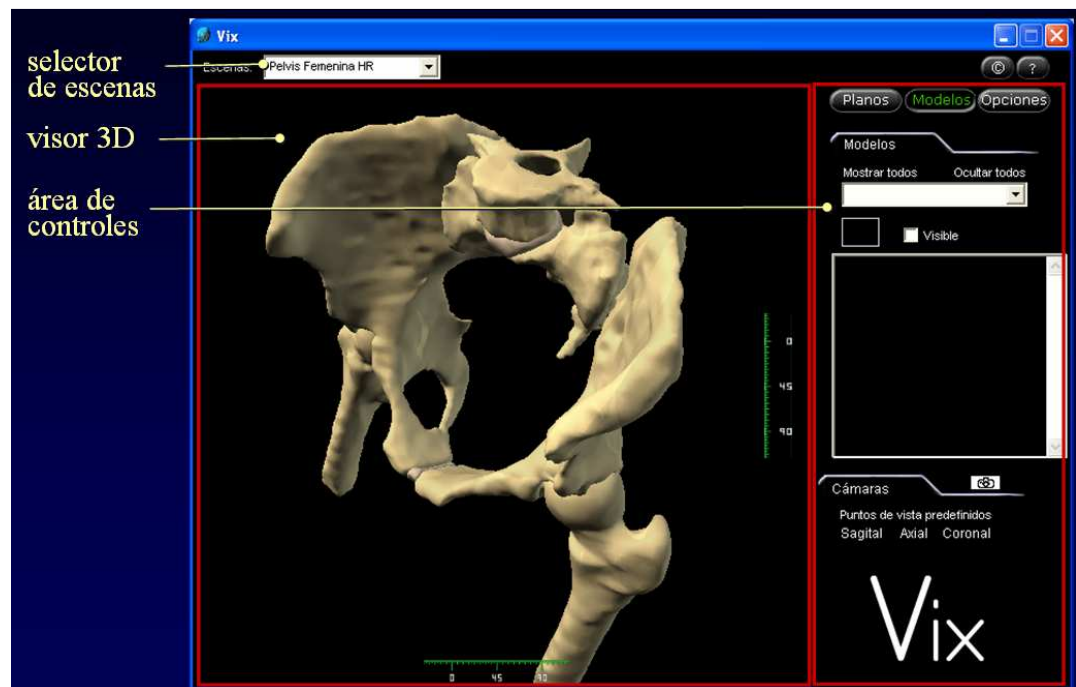 selector
de escenas
visor 3D
área de
controles
Vix
Escenas: Pelvis Femenina HR
© ?
Planos Modelos Opciones
Modelos
Mostrar todos Ocultar todos
Visible
0
45
90
Cámaras
Puntos de vista predefinidos
Sagital Axial Coronal
Vix
0 45 90